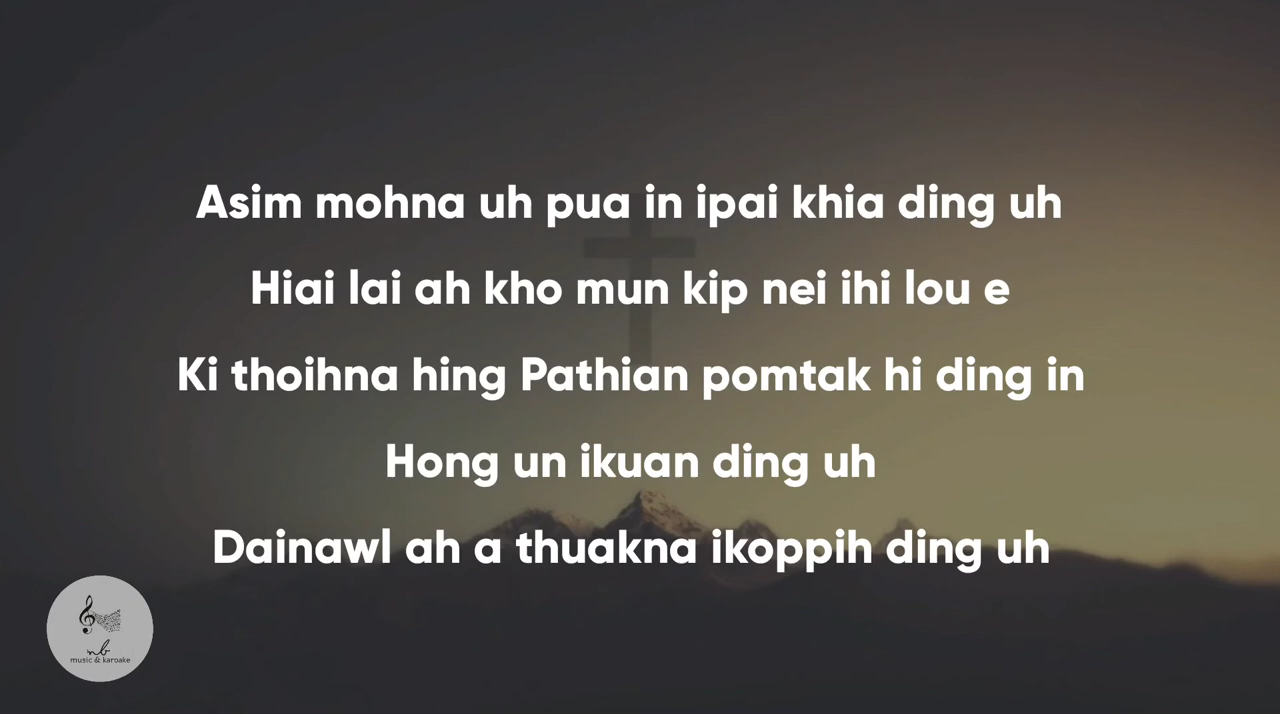 Asim mohna uh pua in ipai khia ding uh
Hiai lai ah kho mun kip nei ihi lou e
Ki thoihna hing Pathian pomtak hi ding in
Hong un ikuan ding uh
Dainawl ah a thuakna ikoppih ding uh
nb
music & karoake